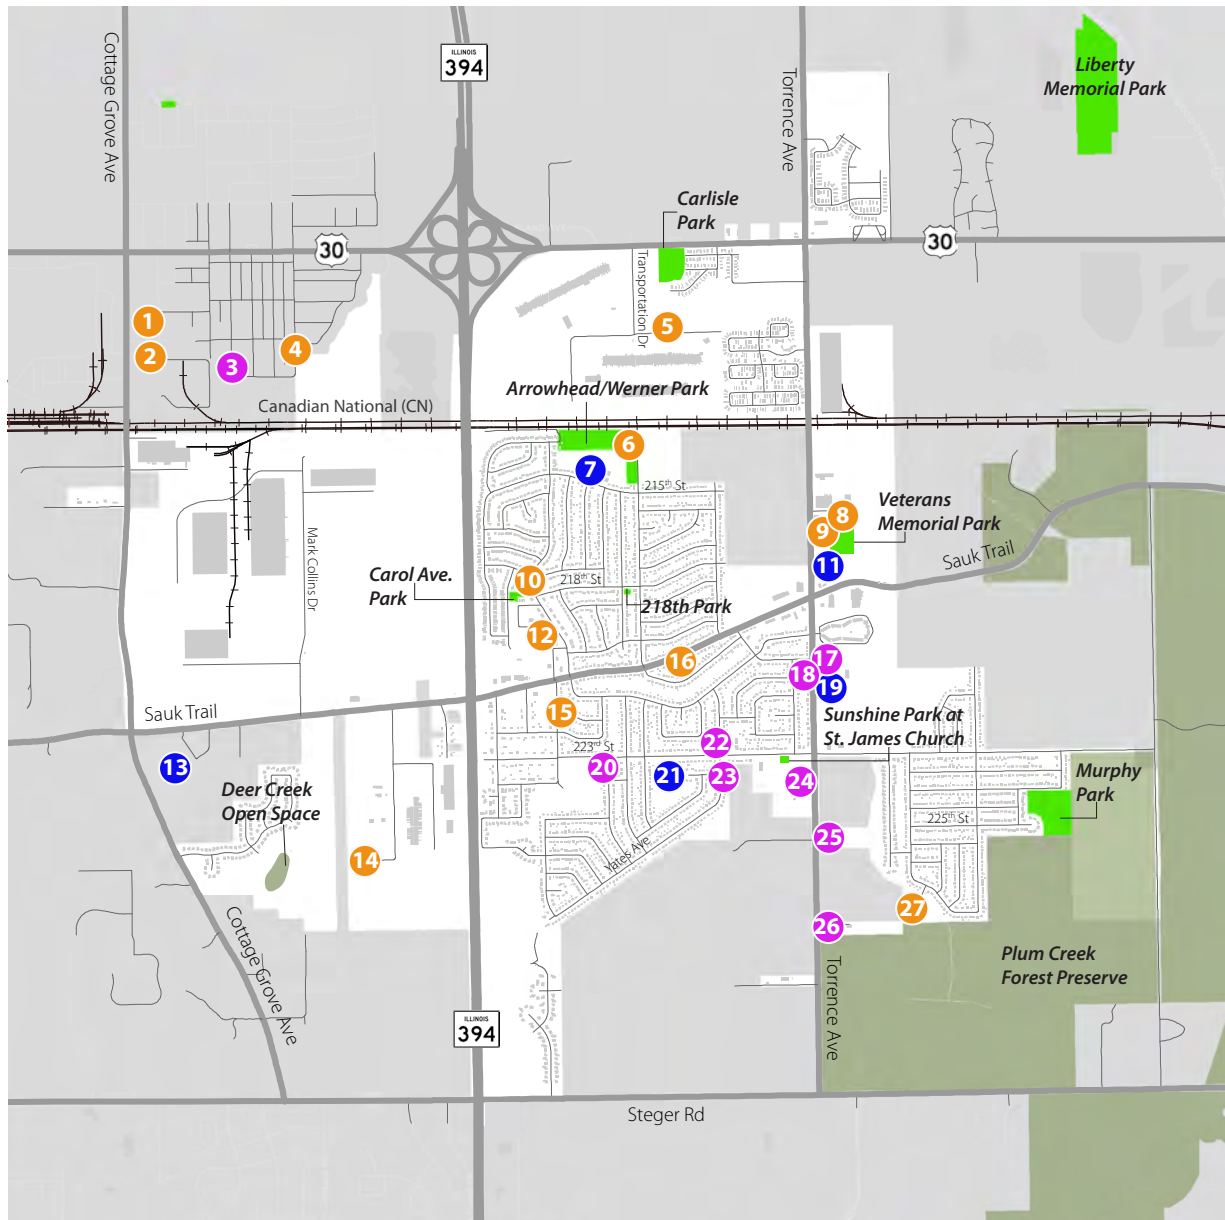 ILLINOIS
394
Cottage Grove Ave
Torrence Ave
Liberty
Memorial Park
Carlisle
Park
30
30
Transportation Dr
1
2
3
4
5
Arrowhead/Werner Park
Canadian National (CN)
6
7
215th St
8
9
Veterans
Memorial Park
Sauk Trail
11
Mark Collins Dr
Carol Ave.
Park
10
218th St
218th Park
12
16
17
18
19
Sauk Trail
15
Sunshine Park at
St. James Church
223rd St
22
13
20
21
23
24
Murphy
Park
Deer Creek
Open Space
225th St
25
Yates Ave
14
27
26
Cottage Grove Ave
Plum Creek
Forest Preserve
Torrence Ave
ILLINOIS
394
Steger Rd